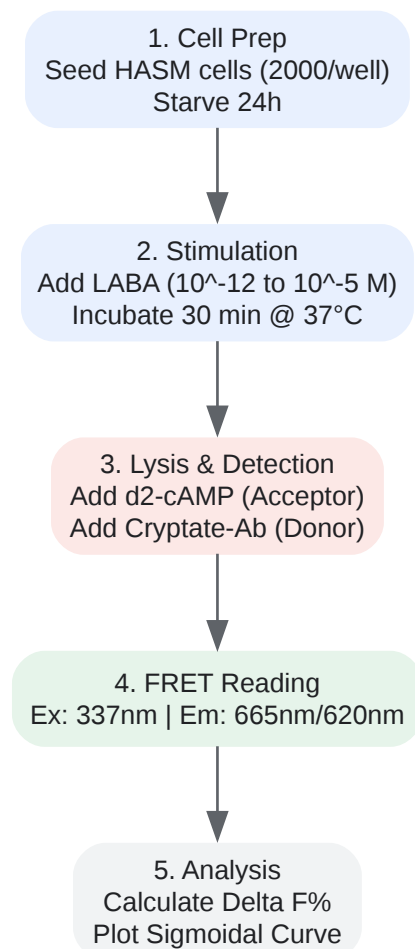 1. Cell Prep
Seed HASM cells (2000/well)
Starve 24h
2. Stimulation
Add LABA (10^-12 to 10^-5 M)
Incubate 30 min @ 37°C
3. Lysis & Detection
Add d2-cAMP (Acceptor)
Add Cryptate-Ab (Donor)
4. FRET Reading
Ex: 337nm | Em: 665nm/620nm
5. Analysis
Calculate Delta F%
Plot Sigmoidal Curve